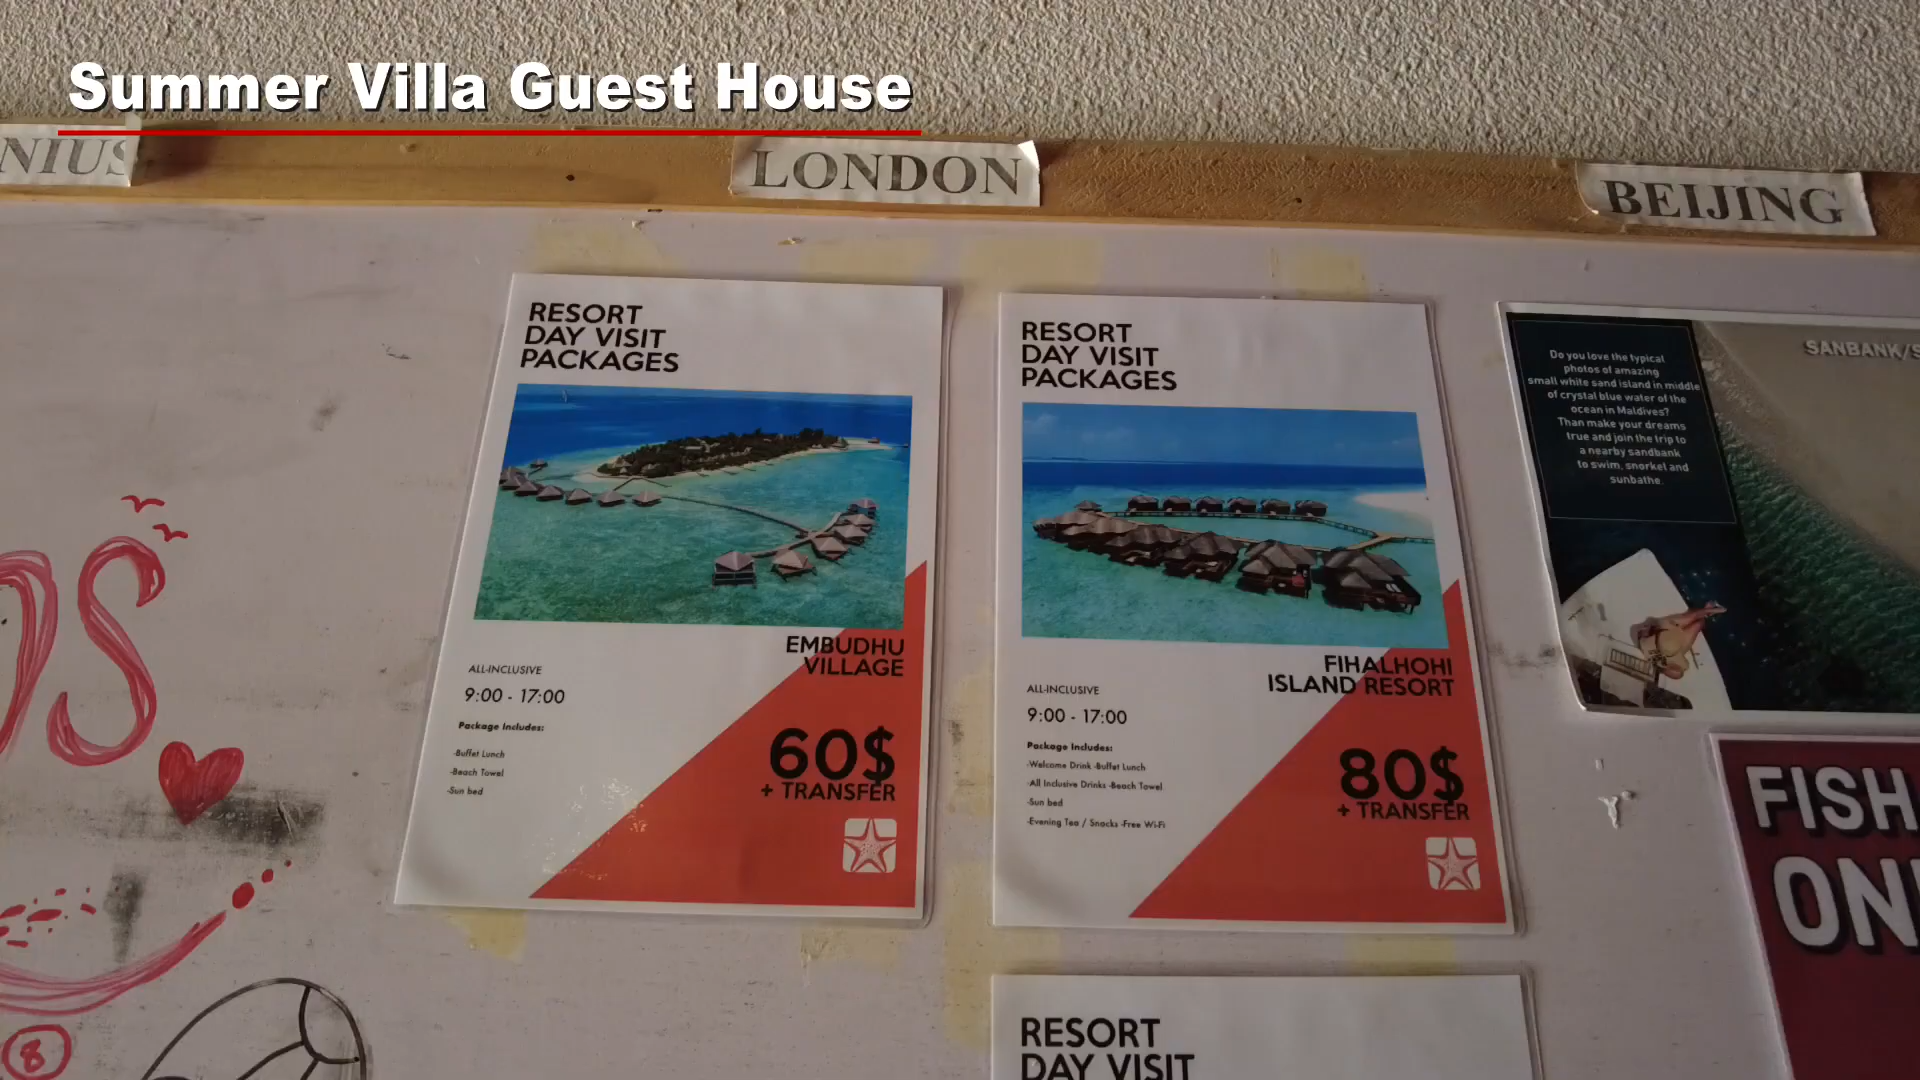 Summer Villa Guest House
LONDON
BEIJING
RESORT
DAY VISIT
PACKAGES
EMBUDHU
VILLAGE
ALL-INCLUSIVE
9:00 - 17:00
Package Includes:
-Buffet Lunch
-Beach Towel
-Sun bed
60$
+ TRANSFER
RESORT
DAY VISIT
PACKAGES
FIHALHOHI
ISLAND RESORT
ALL-INCLUSIVE
9:00 - 17:00
Package Includes:
-Welcome Drink -Buffet Lunch
-All Inclusive Drinks -Beach Towel
-Sun bed
-Evening Tea / Snacks -Free Wi-Fi
80$
+ TRANSFER
Do you love the typical
photos of amazing
small white sand island in middle
of crystal blue water of the
ocean in Maldives?
Than make your dreams
true and join the trip to
a nearby sandbank
to swim, snorkel and
sunbathe.
SANBANK/S
FISH
ON
RESORT
DAY VISIT
8